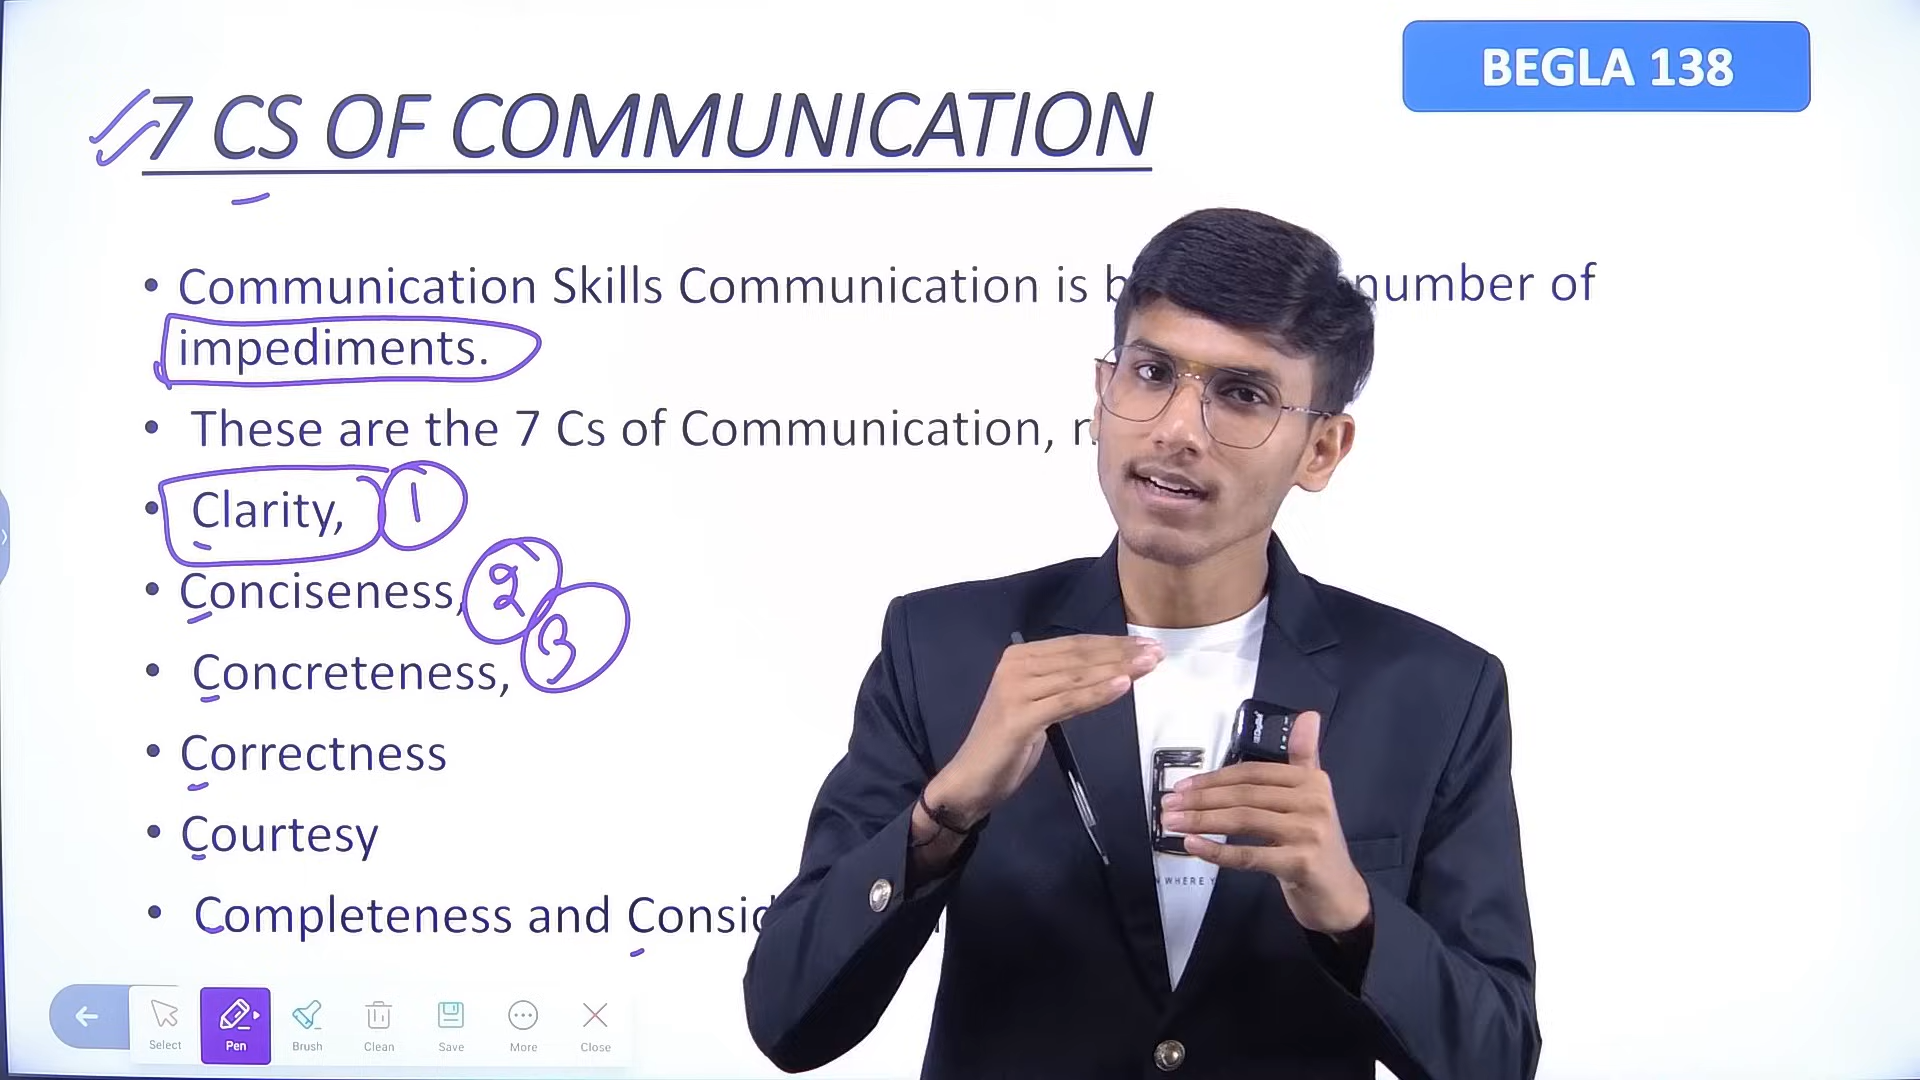 BEGLA 138
7 CS OF COMMUNICATION
• Communication Skills Communication is number of
impediments.
• These are the 7 Cs of Communication,
• Clarity, 1
• Conciseness, 2
• Concreteness, 3
• Correctness
• Courtesy
• Completeness and
WHERE
Select Pen Brush Clean Save More Close